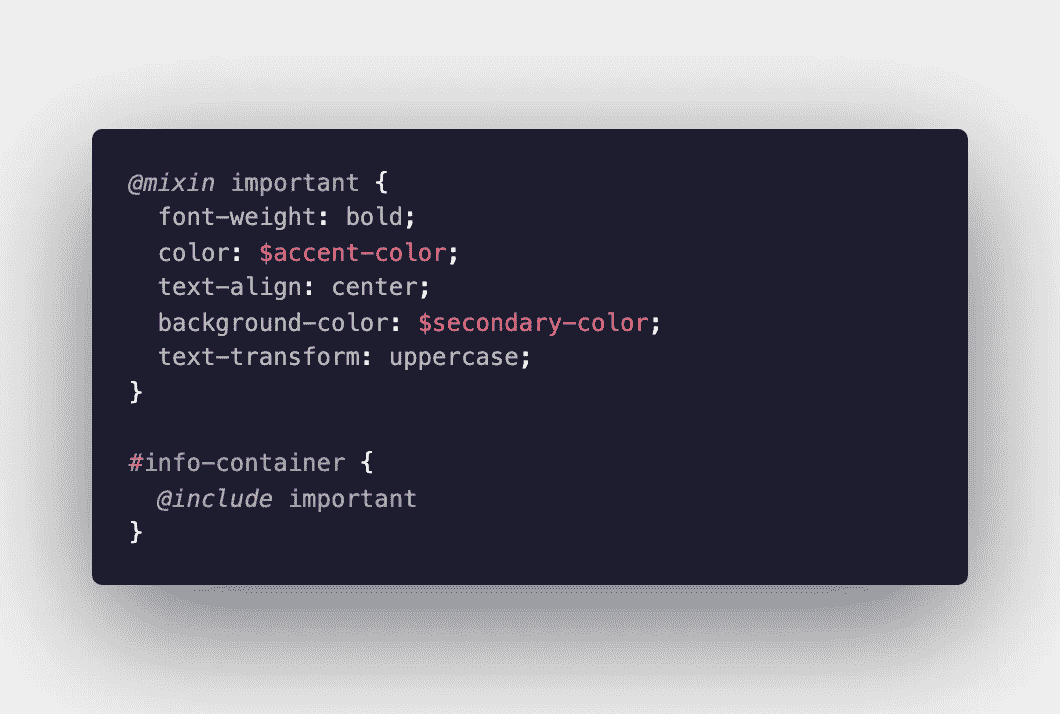 @mixin important {
  font-weight: bold;
  color: $accent-color;
  text-align: center;
  background-color: $secondary-color;
  text-transform: uppercase;
}

#info-container {
  @include important
}